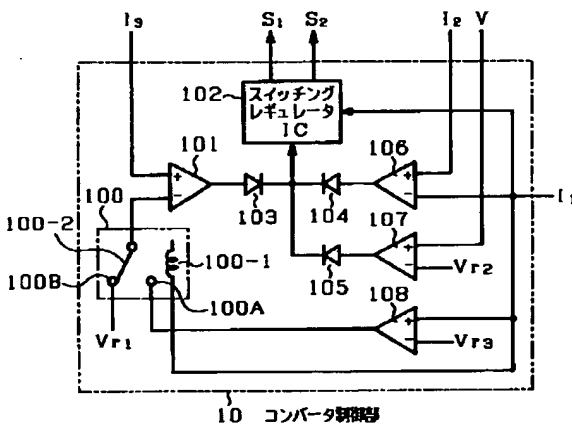 I₃ S₁ S₂ I₂ V
102 スイッチング
レギュレータ
IC
101 106
100 103 104
107
100-2 100-1
100B 105 Vr2
100A 108
Vr1 Vr3
I₁
10 コンバータ制御部
+
-
+
-
+
-
+
-